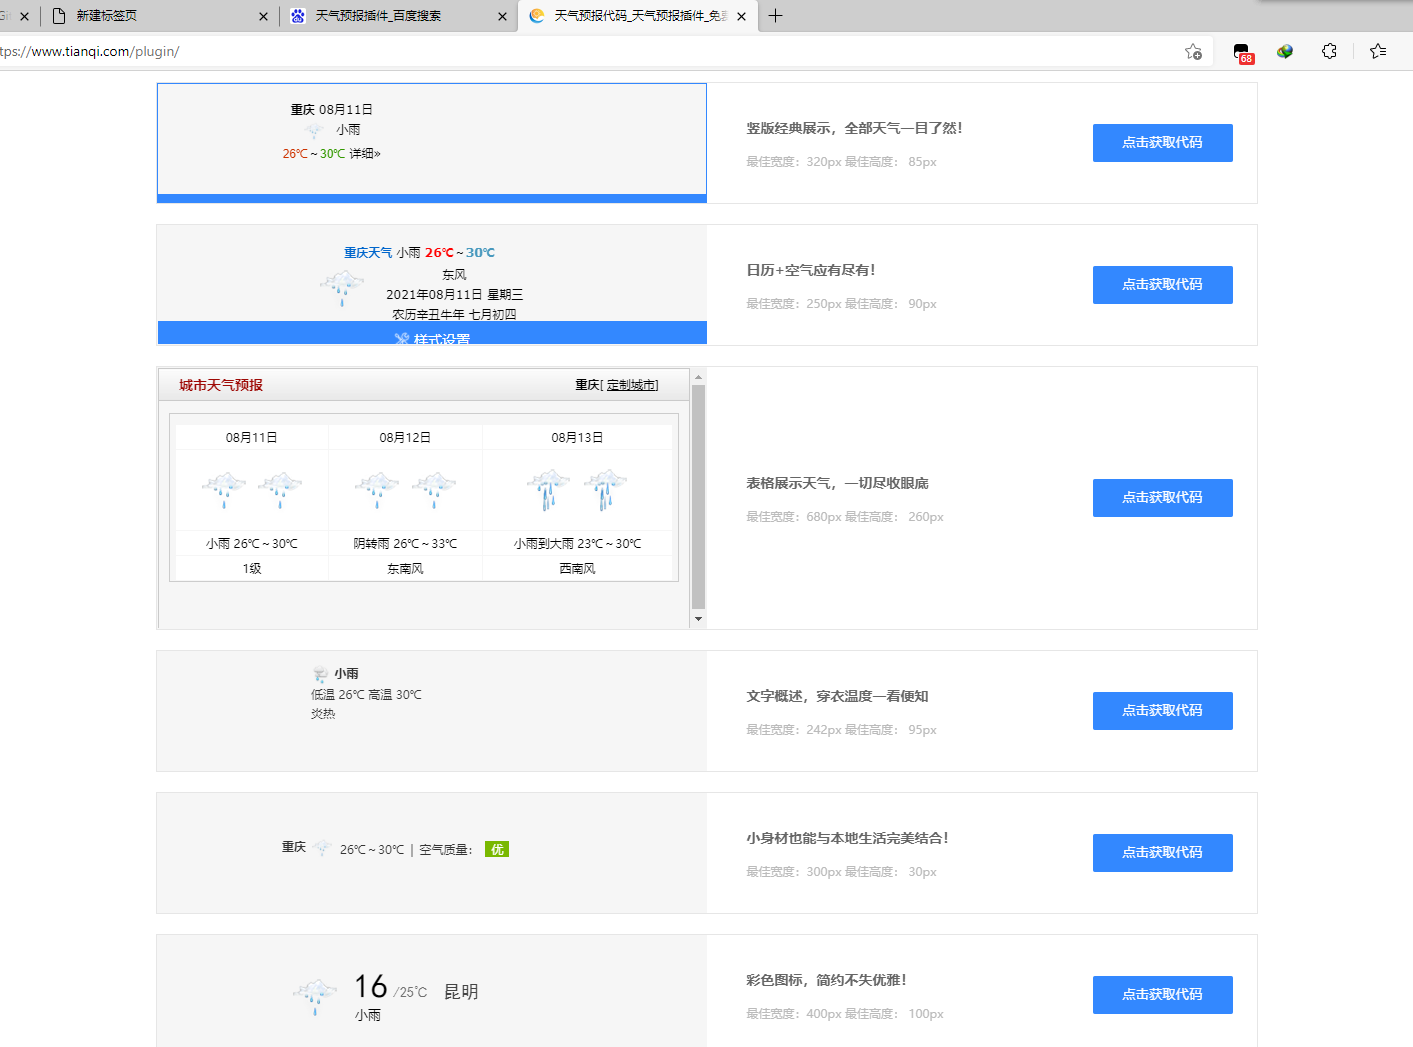 新建标签页
天气预报插件_百度搜索
天气预报代码_天气预报插件_免
tps://www.tianqi.com/plugin/
68
重庆 08月11日
小雨
26℃～30℃ 详细»
竖版经典展示，全部天气一目了然！
最佳宽度：320px 最佳高度： 85px
点击获取代码
重庆天气 小雨 26℃～30℃
东风
2021年08月11日 星期三
农历辛丑牛年 七月初四
样式设置
日历+空气应有尽有！
最佳宽度：250px 最佳高度： 90px
点击获取代码
城市天气预报
重庆[ 定制城市]
08月11日 08月12日 08月13日
小雨 26℃～30℃ 阴转雨 26℃～33℃ 小雨到大雨 23℃～30℃
1级 东南风 西南风
表格展示天气，一切尽收眼底
最佳宽度：680px 最佳高度： 260px
点击获取代码
小雨
低温 26℃ 高温 30℃
炎热
文字概述，穿衣温度一看便知
最佳宽度：242px 最佳高度： 95px
点击获取代码
重庆 26℃～30℃ | 空气质量： 优
小身材也能与本地生活完美结合！
最佳宽度：300px 最佳高度： 30px
点击获取代码
16 /25℃ 昆明
小雨
彩色图标，简约不失优雅！
最佳宽度：400px 最佳高度： 100px
点击获取代码